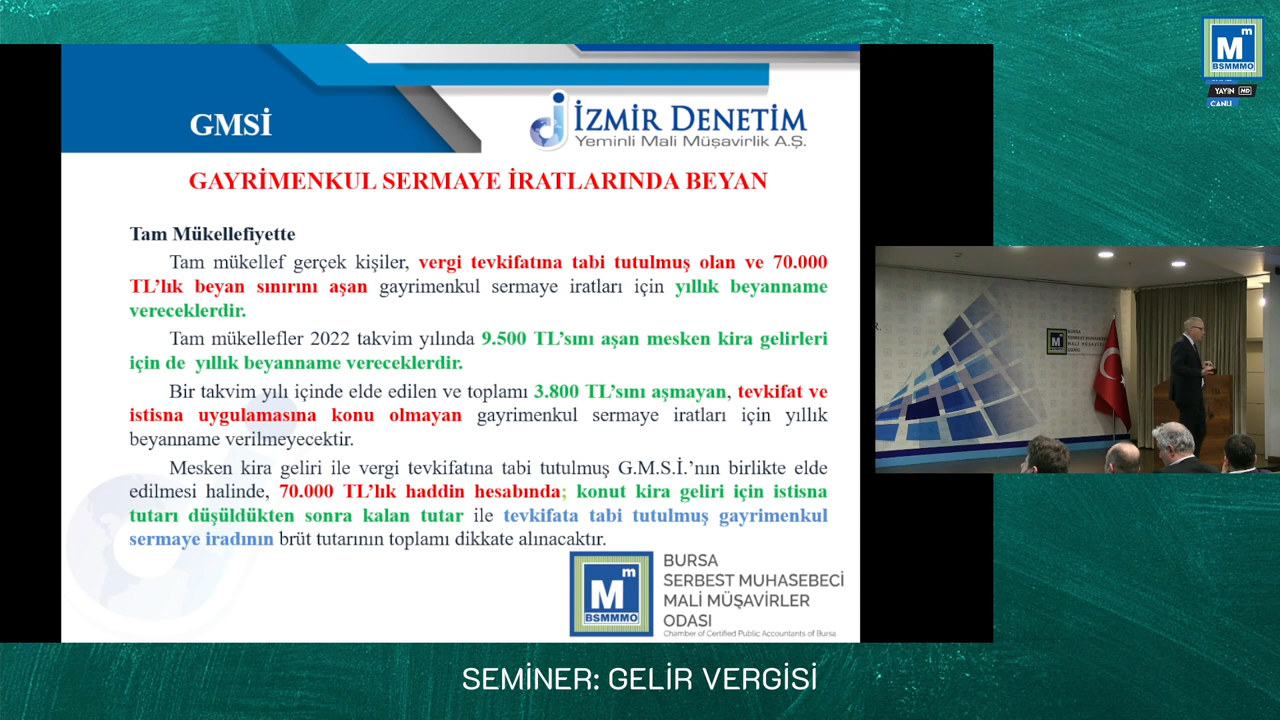 GMSİ
İZMİR DENETİM
Yeminli Mali Müşavirlik A.Ş.
GAYRİMENKUL SERMAYE İRATLARINDA BEYAN
Tam Mükellefiyette
Tam mükellef gerçek kişiler, vergi tevkifatına tabi tutulmuş olan ve 70.000
TL'lık beyan sınırını aşan gayrimenkul sermaye iratları için yıllık beyanname
vereceklerdir.
Tam mükellefler 2022 takvim yılında 9.500 TL'sını aşan mesken kira gelirleri
için de yıllık beyanname vereceklerdir.
Bir takvim yılı içinde elde edilen ve toplamı 3.800 TL'sını aşmayan, tevkifat ve
istisna uygulamasına konu olmayan gayrimenkul sermaye iratları için yıllık
beyanname verilmeyecektir.
Mesken kira geliri ile vergi tevkifatına tabi tutulmuş G.M.S.İ.'nın birlikte elde
edilmesi halinde, 70.000 TL'lık haddin hesabında; konut kira geliri için istisna
tutarı düşüldükten sonra kalan tutar ile tevkifata tabi tutulmuş gayrimenkul
sermaye iradının brüt tutarının toplamı dikkate alınacaktır.
Mm
BSMMMO
BURSA
SERBEST MUHASEBECİ
MALİ MÜŞAVİRLER
ODASI
Chamber of Certified Public Accountants of Bursa
Mm
BSMMMO
YAYIN HD
CANLI
BURSA
SERBEST MUHASEBECİ
ODASI
SEMİNER: GELİR VERGİSİ